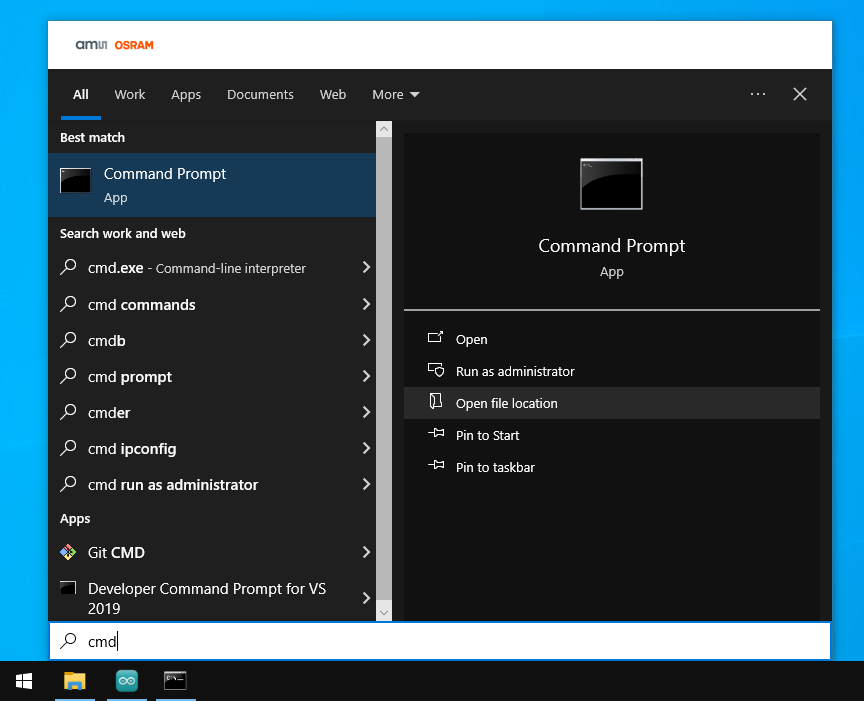 amu OSRAM
All Work Apps Documents Web More ···
Best match
Command Prompt
App
Search work and web
cmd.exe - Command-line interpreter
cmd commands
cmdb
cmd prompt
cmder
cmd ipconfig
cmd run as administrator
Apps
Git CMD
Developer Command Prompt for VS
2019
Command Prompt
App
Open
Run as administrator
Open file location
Pin to Start
Pin to taskbar
cmd